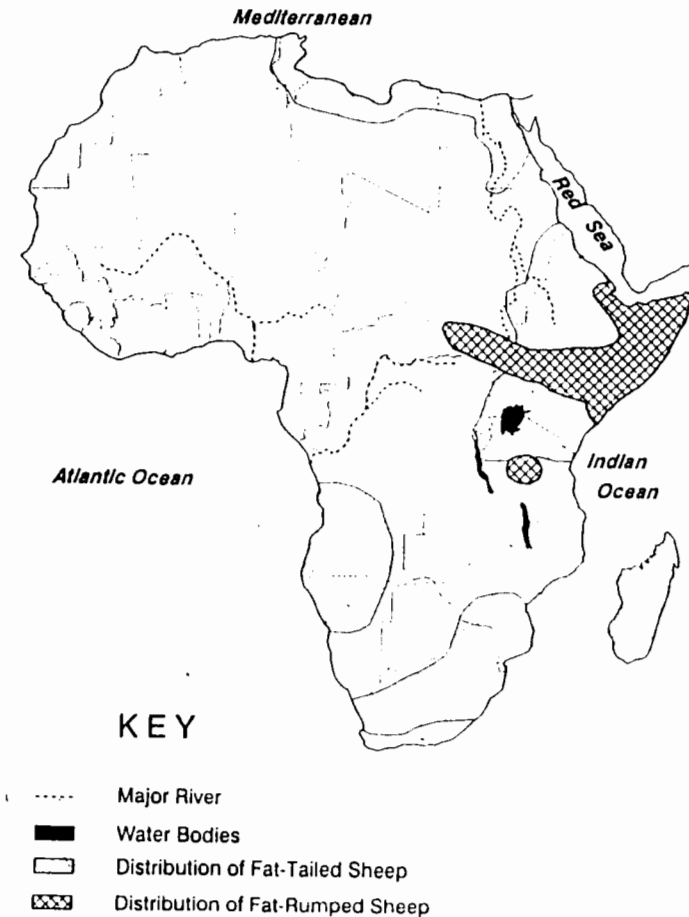 Mediterranean
Red Sea
Atlantic Ocean
Indian
Ocean
KEY
Major River
Water Bodies
Distribution of Fat-Tailed Sheep
Distribution of Fat-Rumped Sheep